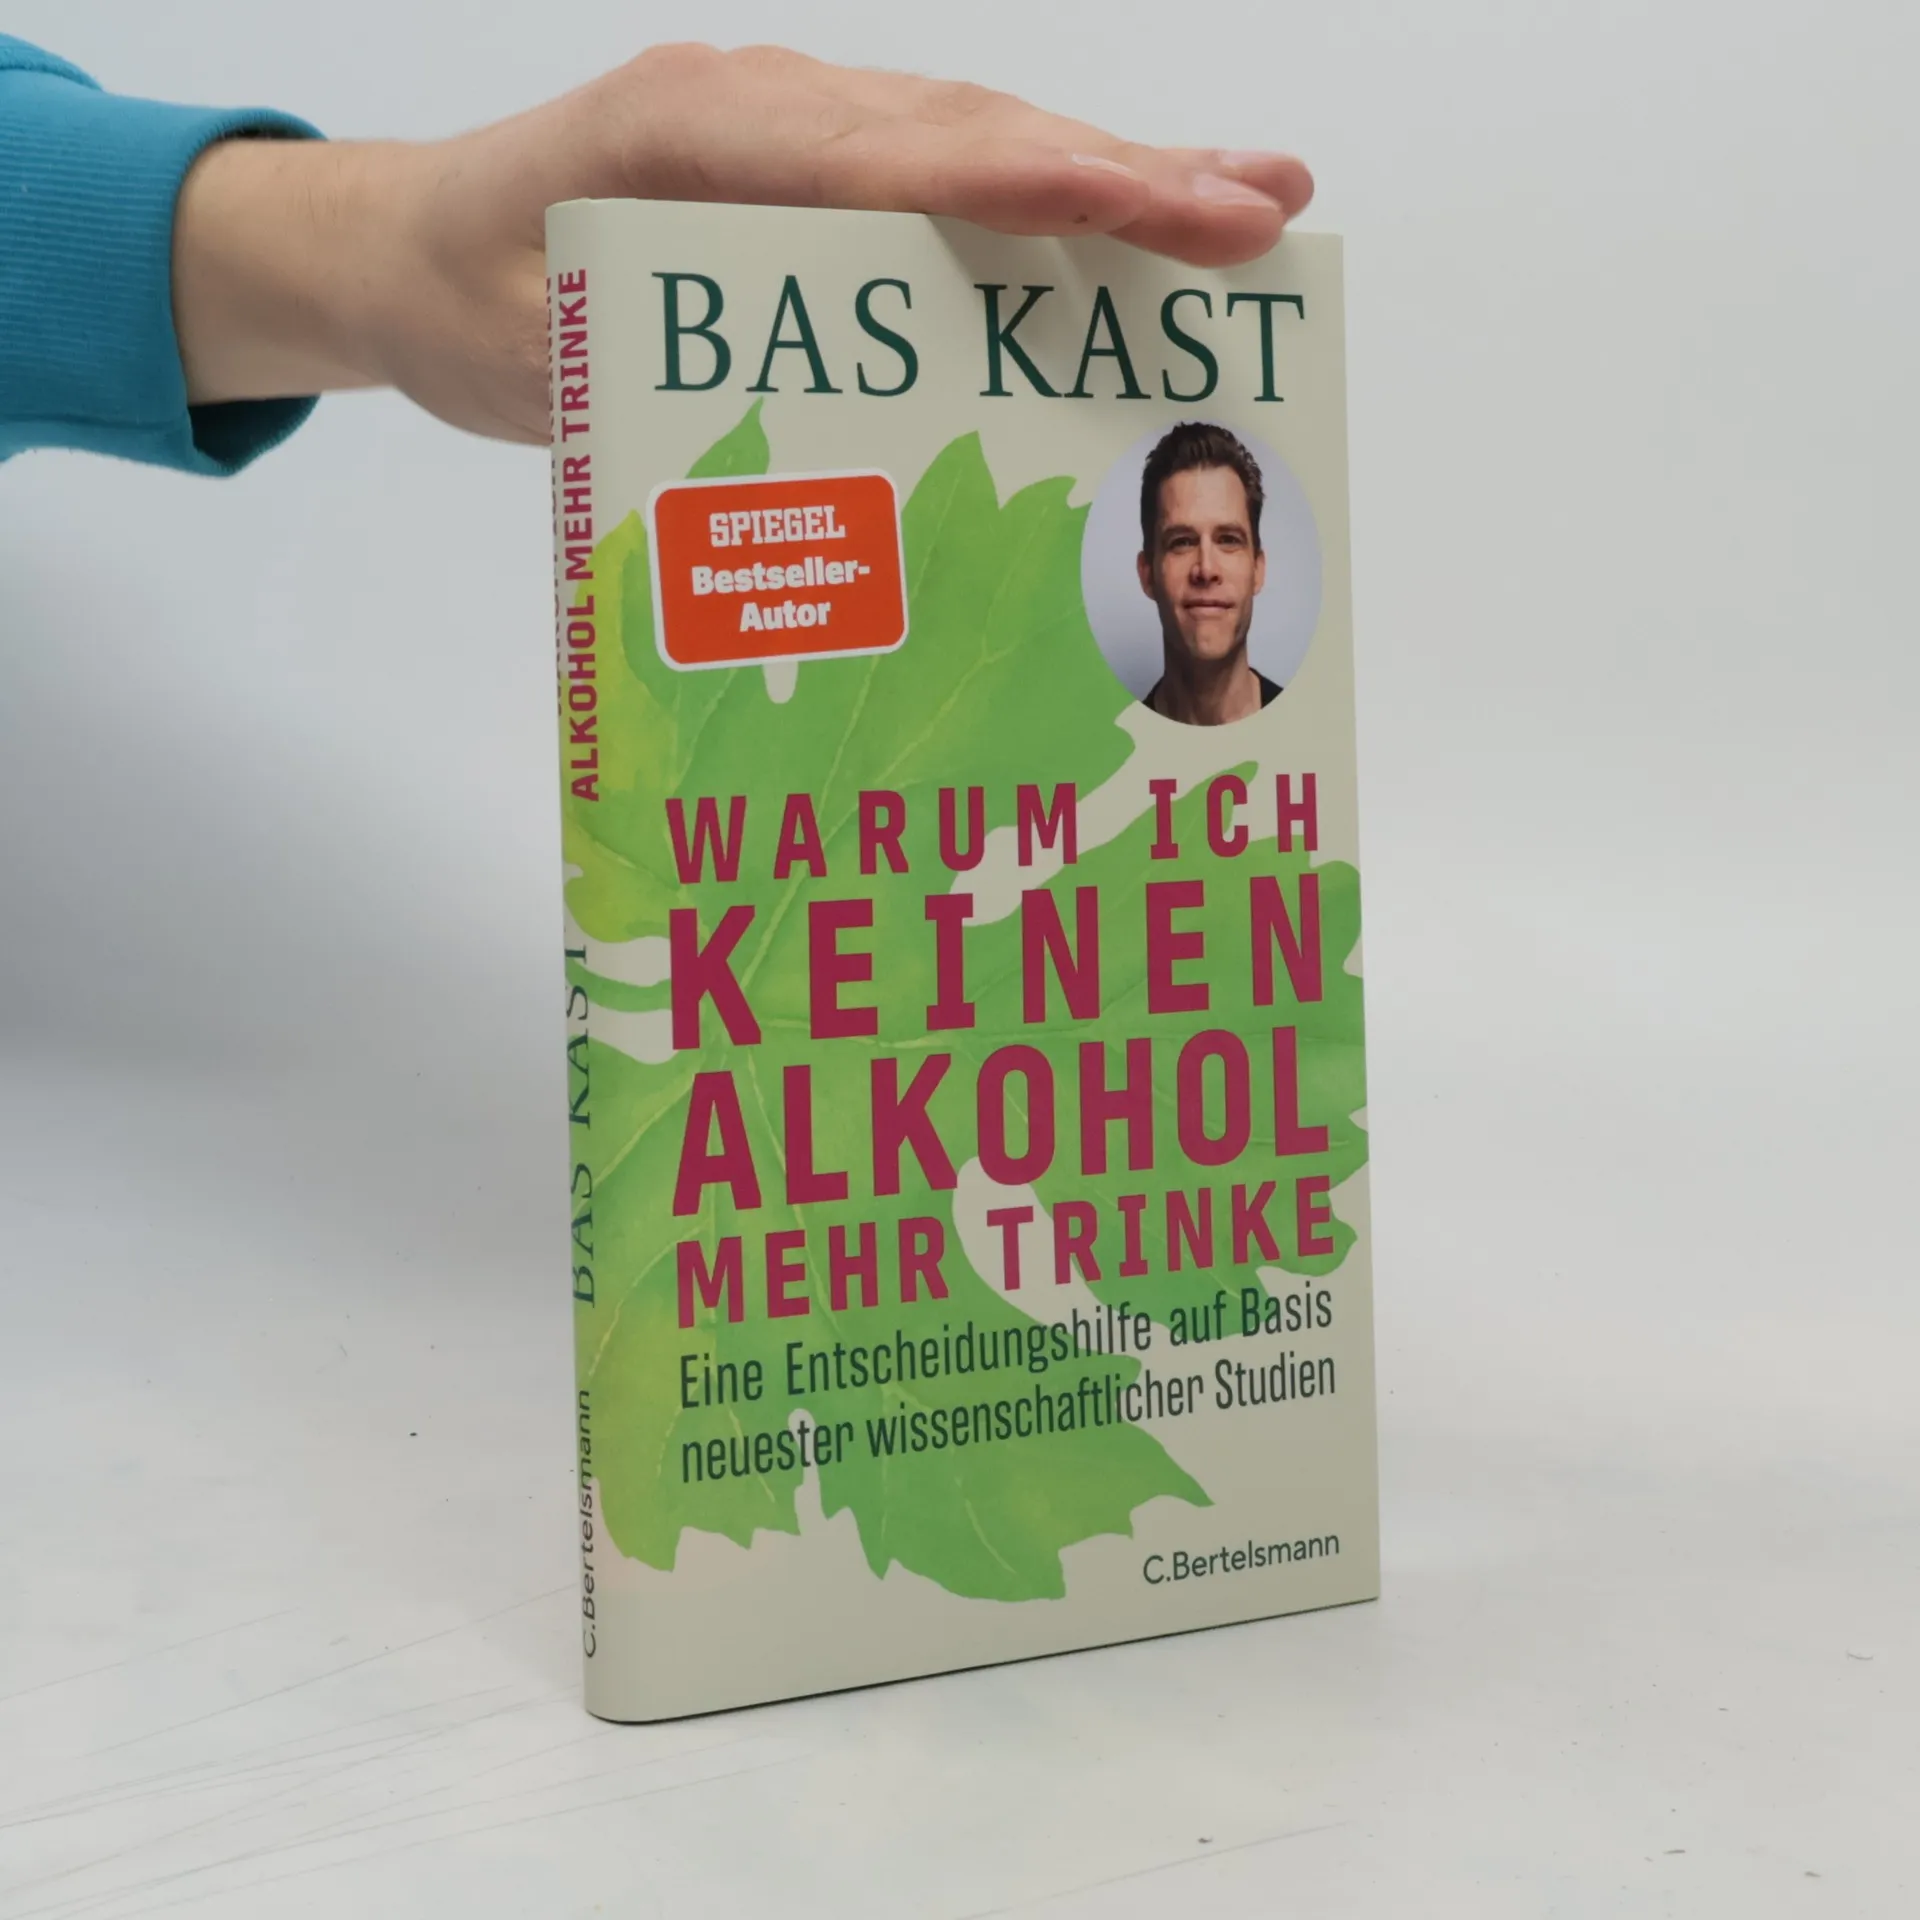 BAS KAST
SPIEGEL
Bestseller-
Autor
WARUM ICH
KEINEN
ALKOHOL
MEHR TRINKE
Eine Entscheidungshilfe auf Basis
neuester wissenschaftlicher Studien
C.Bertelsmann
ALKOHOL MEHR TRINKE
BAS KAST
C.Bertelsmann